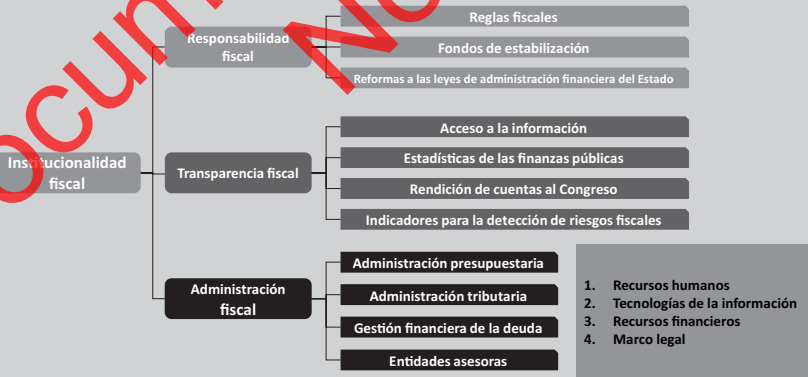 Institucionalidad
fiscal
Responsabilidad
fiscal
Reglas fiscales
Fondos de estabilización
Reformas a las leyes de administración financiera del Estado
Transparencia fiscal
Acceso a la información
Estadísticas de las finanzas públicas
Rendición de cuentas al Congreso
Indicadores para la detección de riesgos fiscales
Administración
fiscal
Administración presupuestaria
Administración tributaria
Gestión financiera de la deuda
Entidades asesoras
1. Recursos humanos
2. Tecnologías de la información
3. Recursos financieros
4. Marco legal